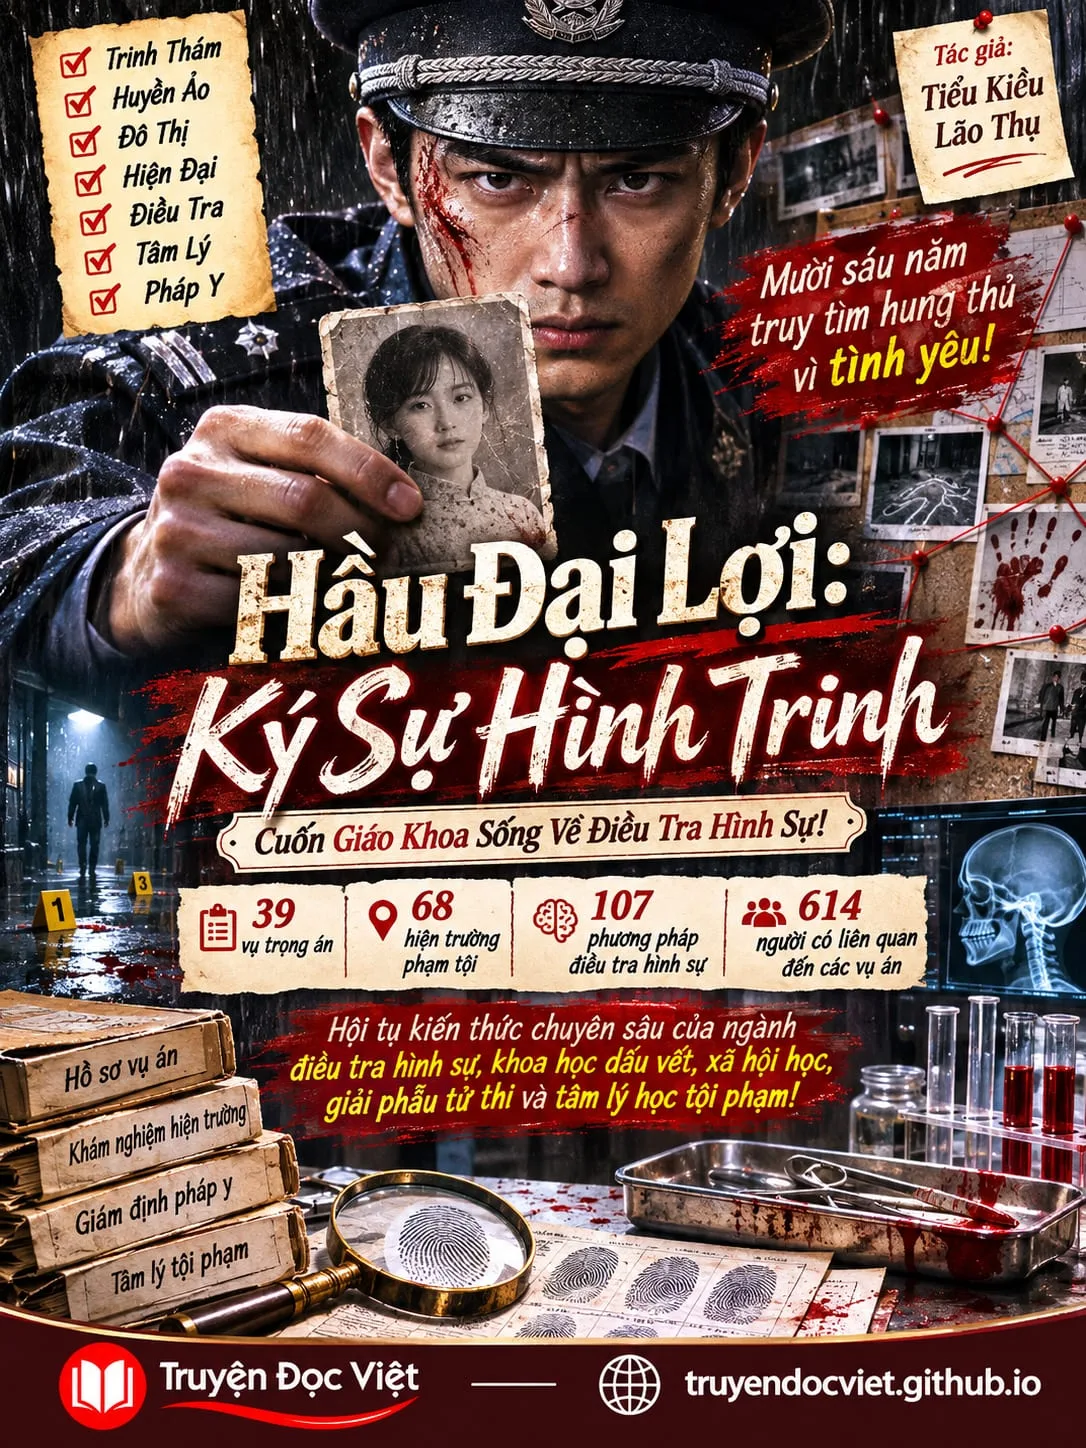 Trinh Thám
Huyền Ảo
Đô Thị
Hiện Đại
Điều Tra
Tâm Lý
Pháp Y
Tác giả:
Tiểu Kiều
Lão Thụ
Mười sáu năm
truy tìm hung thủ
vì tình yêu!
Hầu Đại Lợi:
Ký Sự Hình Trinh
Cuốn Giáo Khoa Sống Về Điều Tra Hình Sự!
39
vụ trọng án
68
hiện trường
phạm tội
107
phương pháp
điều tra hình sự
614
người có liên quan
đến các vụ án
1
3
Hội tụ kiến thức chuyên sâu của ngành
điều tra hình sự, khoa học dấu vết, xã hội học,
giải phẫu tử thi và tâm lý học tội phạm!
Hồ sơ vụ án
Khám nghiệm hiện trường
Giám định pháp y
Tâm lý tội phạm
Truyện Đọc Việt
truyendocviet.github.io